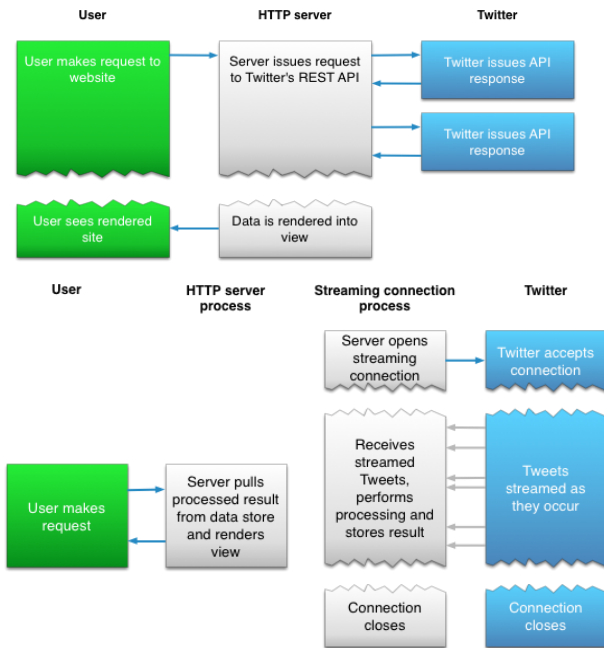 User
HTTP server
Twitter
User makes request to
website
Server issues request
to Twitter's REST API
Twitter issues API
response
Twitter issues API
response
User sees rendered
site
Data is rendered into
view
User
HTTP server
process
Streaming connection
process
Twitter
Server opens
streaming
connection
Twitter accepts
connection
Receives
streamed
Tweets,
performs
processing and
stores result
Tweets
streamed as
they occur
User makes
request
Server pulls
processed result
from data store
and renders
view
Connection
closes
Connection
closes